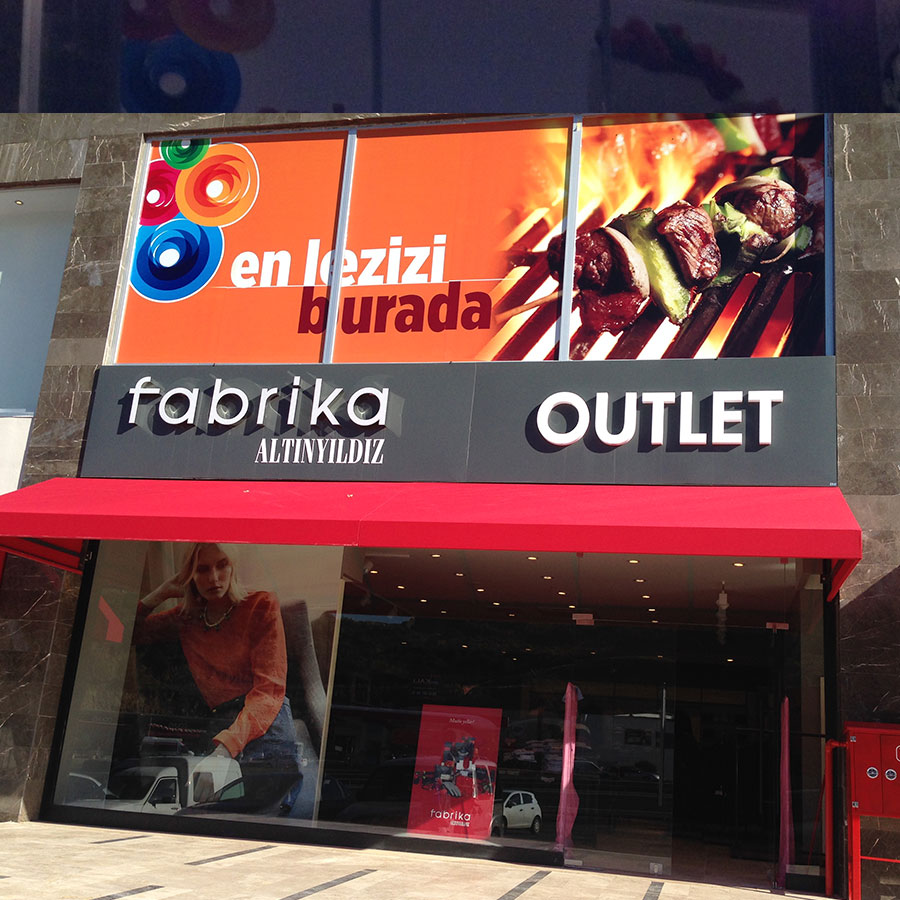 en lezizi
burada
fabrika
ALTINYILDIZ
OUTLET
fabrika